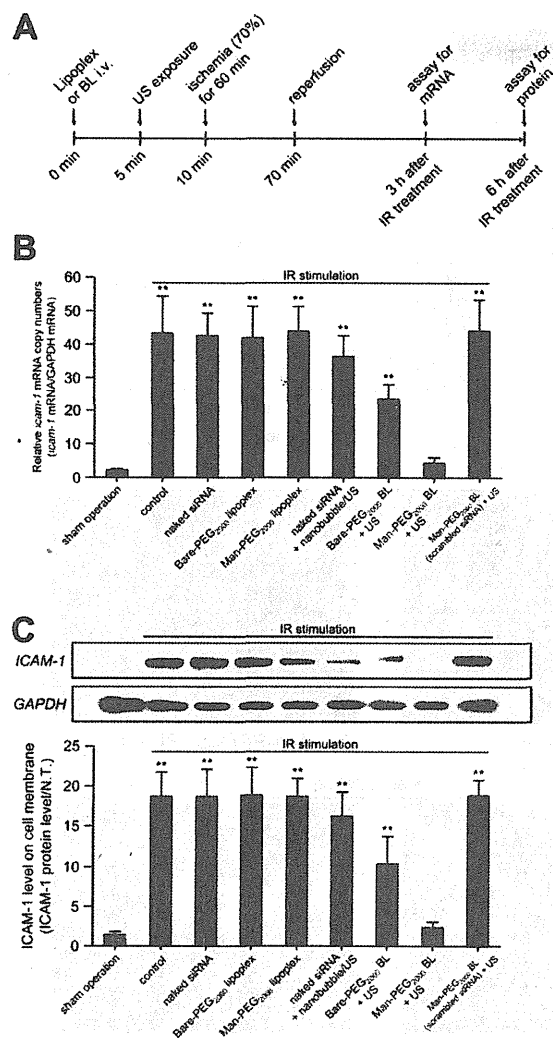 A
Lipoplex
or BL i.v.
US exposure
ischemia (70%)
for 60 min
reperfusion
assay for
mRNA
assay for
protein
0 min
5 min
10 min
70 min
3 h after
IR treatment
6 h after
IR treatment
B
IR stimulation
Relative icam-1 mRNA copy numbers
(icam-1 mRNA/GAPDH mRNA)
60
50
40
30
20
10
0
** ** ** ** ** ** **
sham operation
control
naked siRNA
Bare-PEG2000 lipoplex
Man-PEG2000 lipoplex
naked siRNA
+ nanobubble/US
Bare-PEG2000 BL
+ US
Man-PEG2000 BL
+ US
Man-PEG2000 BL
(scrambled siRNA) + US
C
IR stimulation
ICAM-1
GAPDH
IR stimulation
ICAM-1 level on cell membrane
(ICAM-1 protein level/N.T.)
25
20
15
10
5
0
** ** ** ** ** ** **
sham operation
control
naked siRNA
Bare-PEG2000 lipoplex
Man-PEG2000 lipoplex
naked siRNA
+ nanobubble/US
Bare-PEG2000 BL
+ US
Man-PEG2000 BL
+ US
Man-PEG2000 BL
(scrambled siRNA) + US